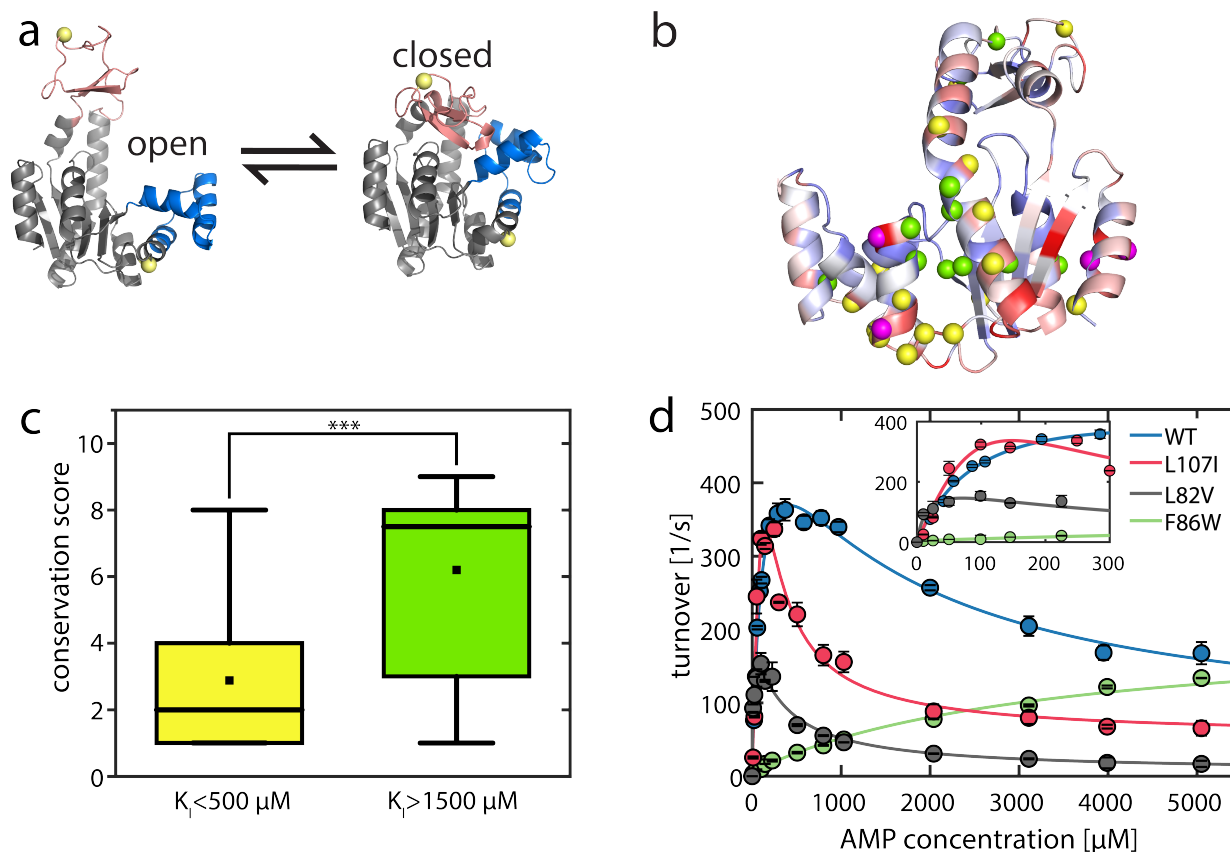 a
open
closed
b
c
conservation score
10
8
6
4
2
0
***
K_I<500 μM
K_I>1500 μM
d
turnover [1/s]
500
400
300
200
100
0
0 1000 2000 3000 4000 5000
AMP concentration [μM]
400
200
0
0 100 200 300
WT
L107I
L82V
F86W